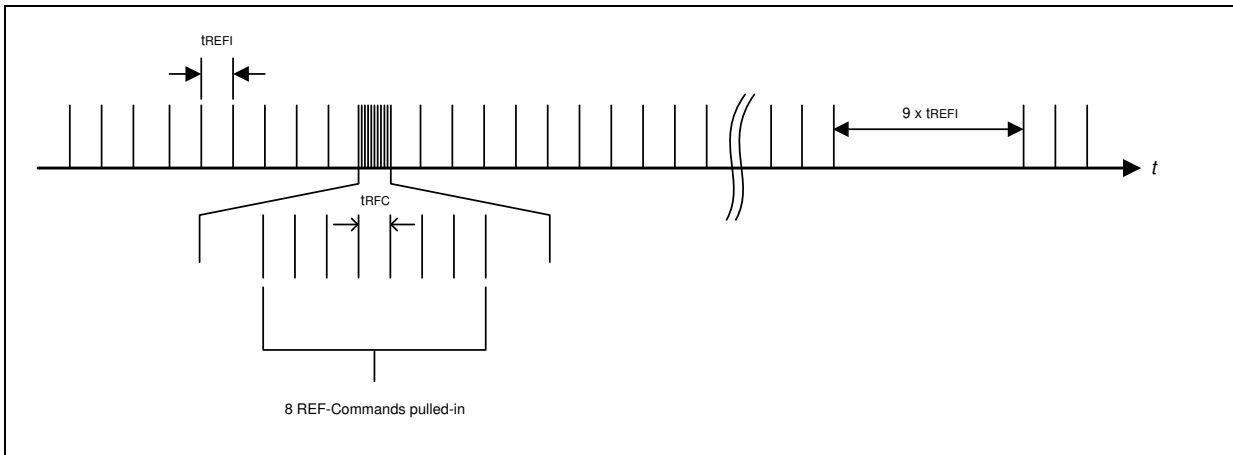 tREFI
9 x tREFI
t
tRFC
8 REF-Commands pulled-in